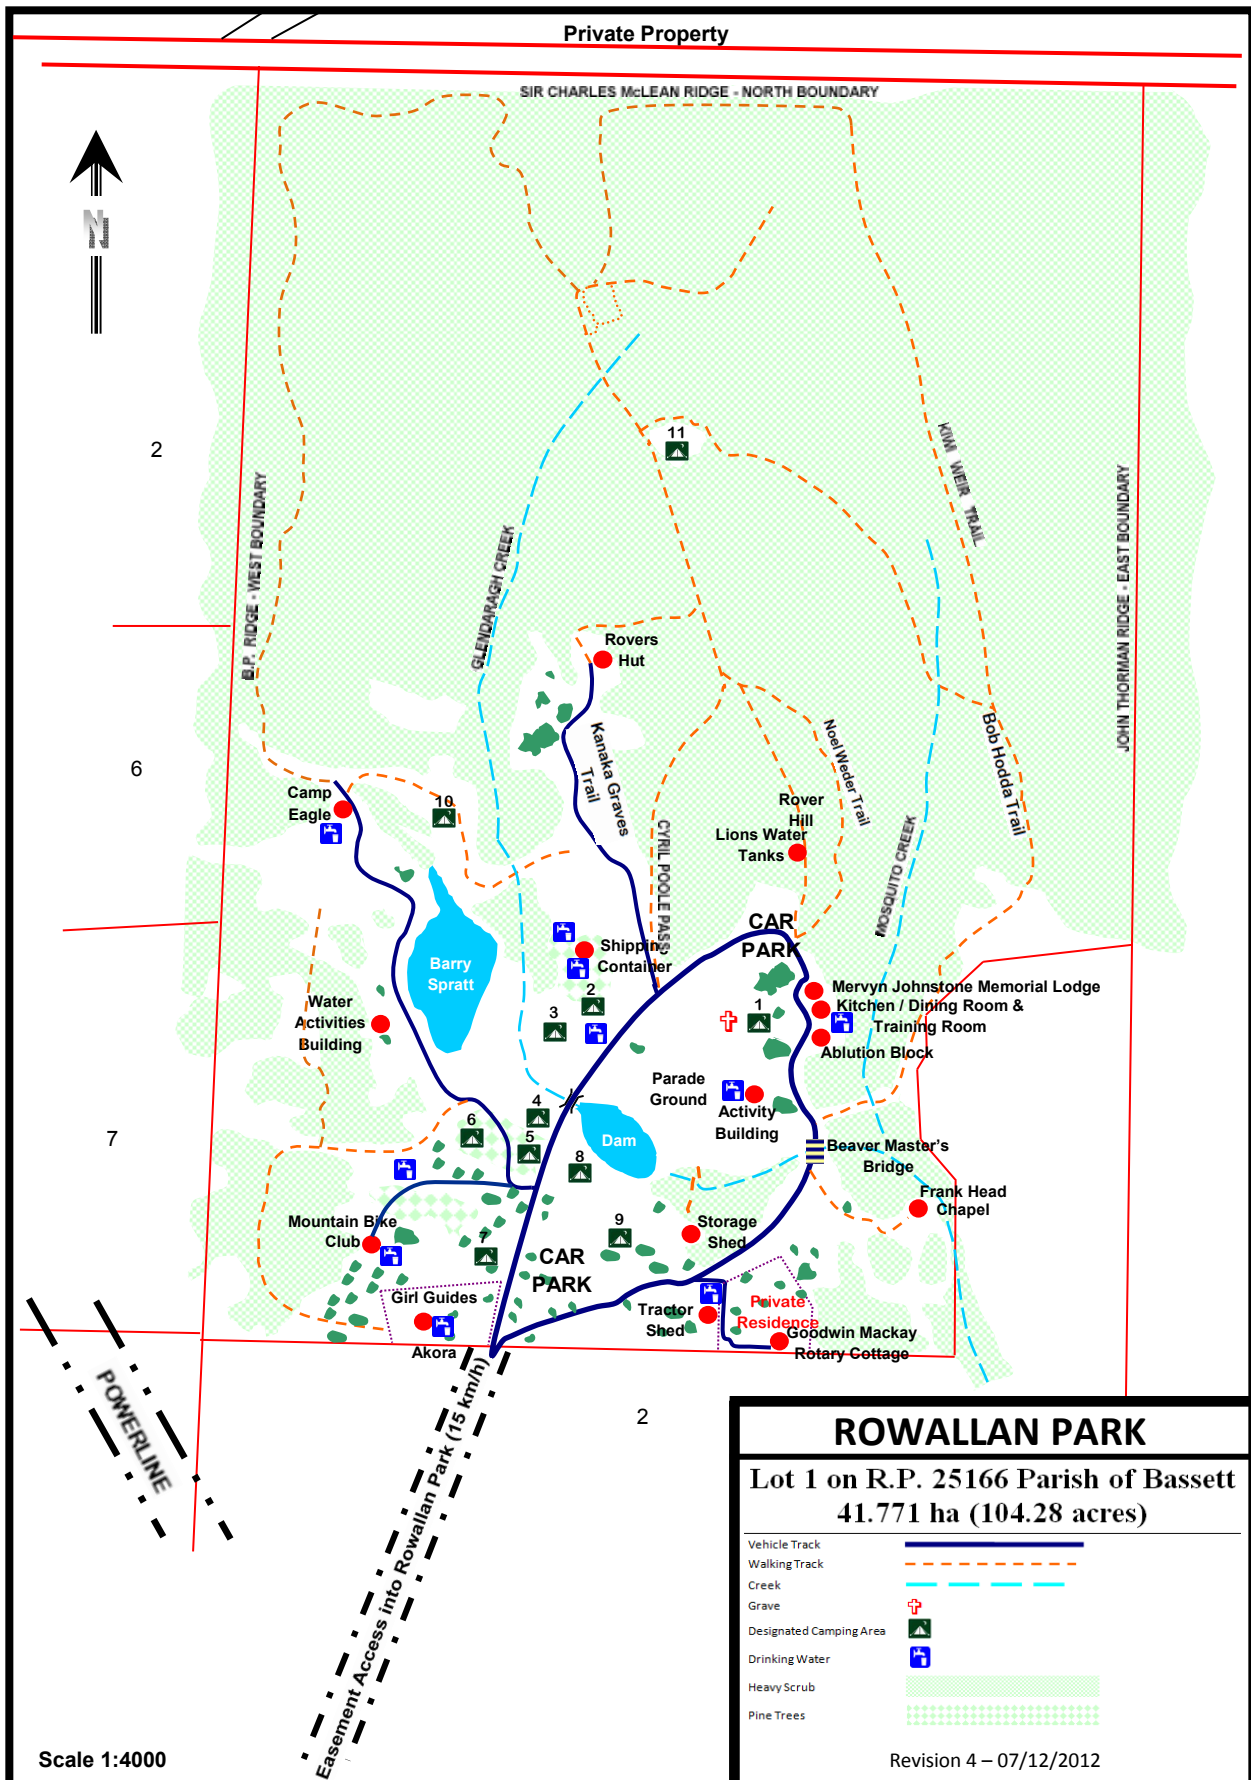 Private Property
SIR CHARLES McLEAN RIDGE - NORTH BOUNDARY
N
11
2
KIWI WEIR TRAIL
B.P. RIDGE - WEST BOUNDARY
GLENDARAGH CREEK
JOHN THORMAN RIDGE - EAST BOUNDARY
Rovers
Hut
Kanaka Graves
Trail
Noel Weder Trail
Bob Hodda Trail
6
Camp
Eagle
10
Rover
Hill
Lions Water
Tanks
CYRIL POOLE PASS
MOSQUITO CREEK
CAR
PARK
Barry
Spratt
Shippin
Container
Mervyn Johnstone Memorial Lodge
Kitchen / Dining Room &
Training Room
Ablution Block
Water
Activities
Building
2
3
1
Parade
Ground
Activity
Building
7
4
6
5
8
Dam
Beaver Master's
Bridge
Frank Head
Chapel
Mountain Bike
Club
7
9
Storage
Shed
CAR
PARK
Girl Guides
Akora
Tractor
Shed
Private
Residence
Goodwin Mackay
Rotary Cottage
POWERLINE
2
Easement Access into Rowallan Park (15 km/h)
ROWALLAN PARK
Lot 1 on R.P. 25166 Parish of Bassett
41.771 ha (104.28 acres)
Vehicle Track
Walking Track
Creek
Grave
Designated Camping Area
Drinking Water
Heavy Scrub
Pine Trees
Scale 1:4000
Revision 4 – 07/12/2012